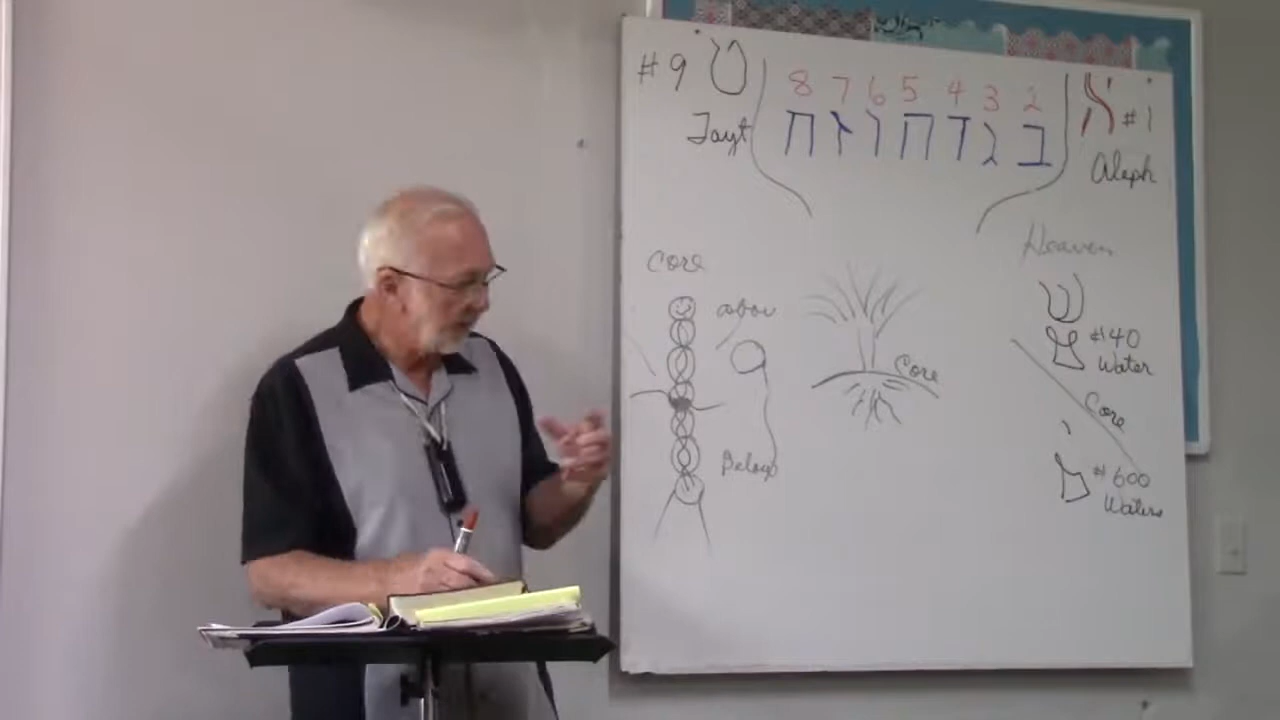 #9 ט 8 7 6 5 4 3 2 א #1
Tayt ח ז ו ה ד ג ב Aleph
Heaven
Core
above
#40
Water
Core
Core
Below
#600
Waters